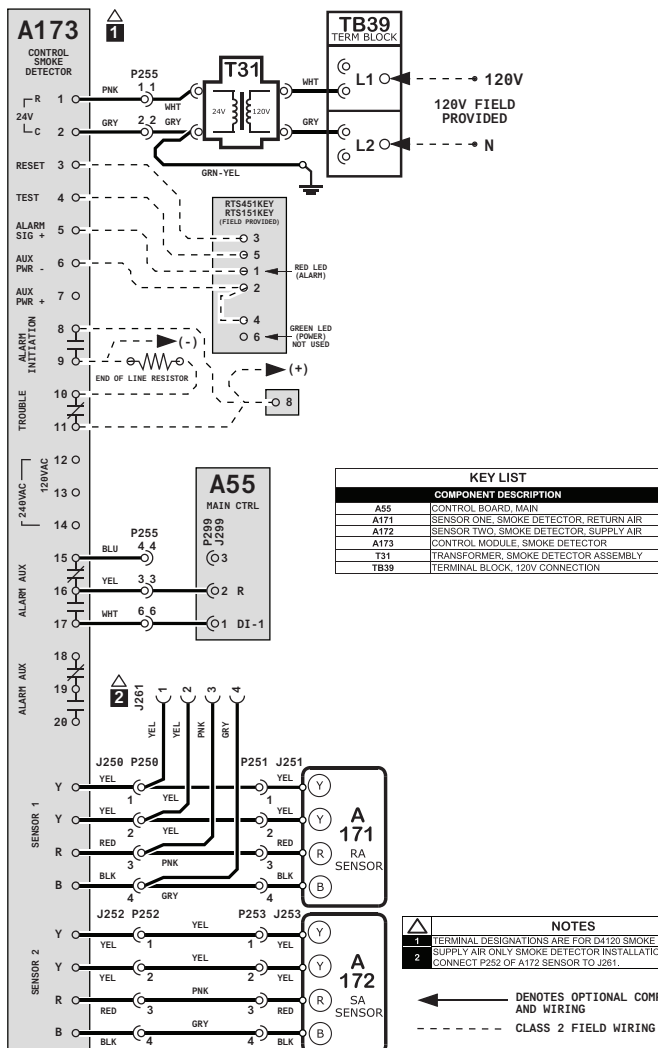 A173
1
CONTROL
SMOKE
DETECTOR
TB39
TERM BLOCK
T31
P255
R 1 PNK 1 1 WHT
24V
C 2 GRY 2 2 GRY
24V 120V
WHT L1 120V
120V FIELD
PROVIDED
GRY L2 N
GRN-YEL
RESET 3
TEST 4
ALARM
SIG + 5
AUX
PWR - 6
AUX
PWR + 7
RTS451KEY
RTS151KEY
(FIELD PROVIDED)
3
5
1 RED LED
(ALARM)
2
4
6 GREEN LED
(POWER)
NOT USED
ALARM
INITIATION
8
9
(-)
END OF LINE RESISTOR
(+)
8
TROUBLE
10
11
240VAC
120VAC
12
13
14
A55
MAIN CTRL
P299
J299
3
2 R
1 DI-1
ALARM AUX
P255
15 BLU 4 4
16 YEL 3 3
17 WHT 6 6
ALARM AUX
18
19
20
KEY LIST
COMPONENT DESCRIPTION
A55 CONTROL BOARD, MAIN
A171 SENSOR ONE, SMOKE DETECTOR, RETURN AIR
A172 SENSOR TWO, SMOKE DETECTOR, SUPPLY AIR
A173 CONTROL MODULE, SMOKE DETECTOR
T31 TRANSFORMER, SMOKE DETECTOR ASSEMBLY
TB39 TERMINAL BLOCK, 120V CONNECTION
2
J261
1 2 3 4
YEL YEL PNK GRY
SENSOR 1
J250 P250 P251 J251
Y YEL 1 YEL 1 YEL Y
Y YEL 2 YEL 2 YEL Y
R RED 3 PNK 3 RED R
B BLK 4 GRY 4 BLK B
A
171
RA
SENSOR
SENSOR 2
J252 P252 P253 J253
Y YEL 1 YEL 1 YEL Y
Y YEL 2 YEL 2 YEL Y
R RED 3 PNK 3 RED R
B BLK 4 GRY 4 BLK B
A
172
SA
SENSOR
NOTES
1 TERMINAL DESIGNATIONS ARE FOR D4120 SMOKE
2 SUPPLY AIR ONLY SMOKE DETECTOR INSTALLATIO
CONNECT P252 OF A172 SENSOR TO J261.
DENOTES OPTIONAL COMP
AND WIRING
CLASS 2 FIELD WIRING